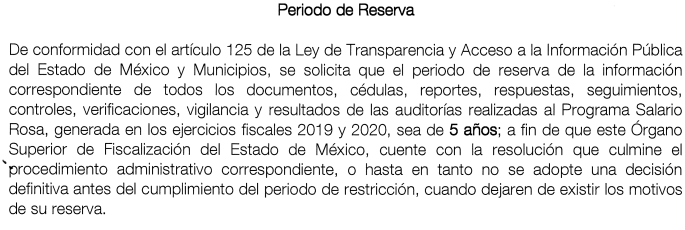 Periodo de Reserva
De conformidad con el artículo 125 de la Ley de Transparencia y Acceso a la Información Pública
del Estado de México y Municipios, se solicita que el periodo de reserva de la información
correspondiente de todos los documentos, cédulas, reportes, respuestas, seguimientos,
controles, verificaciones, vigilancia y resultados de las auditorías realizadas al Programa Salario
Rosa, generada en los ejercicios fiscales 2019 y 2020, sea de 5 años; a fin de que este Órgano
Superior de Fiscalización del Estado de México, cuente con la resolución que culmine el
procedimiento administrativo correspondiente, o hasta en tanto no se adopte una decisión
definitiva antes del cumplimiento del periodo de restricción, cuando dejaren de existir los motivos
de su reserva.